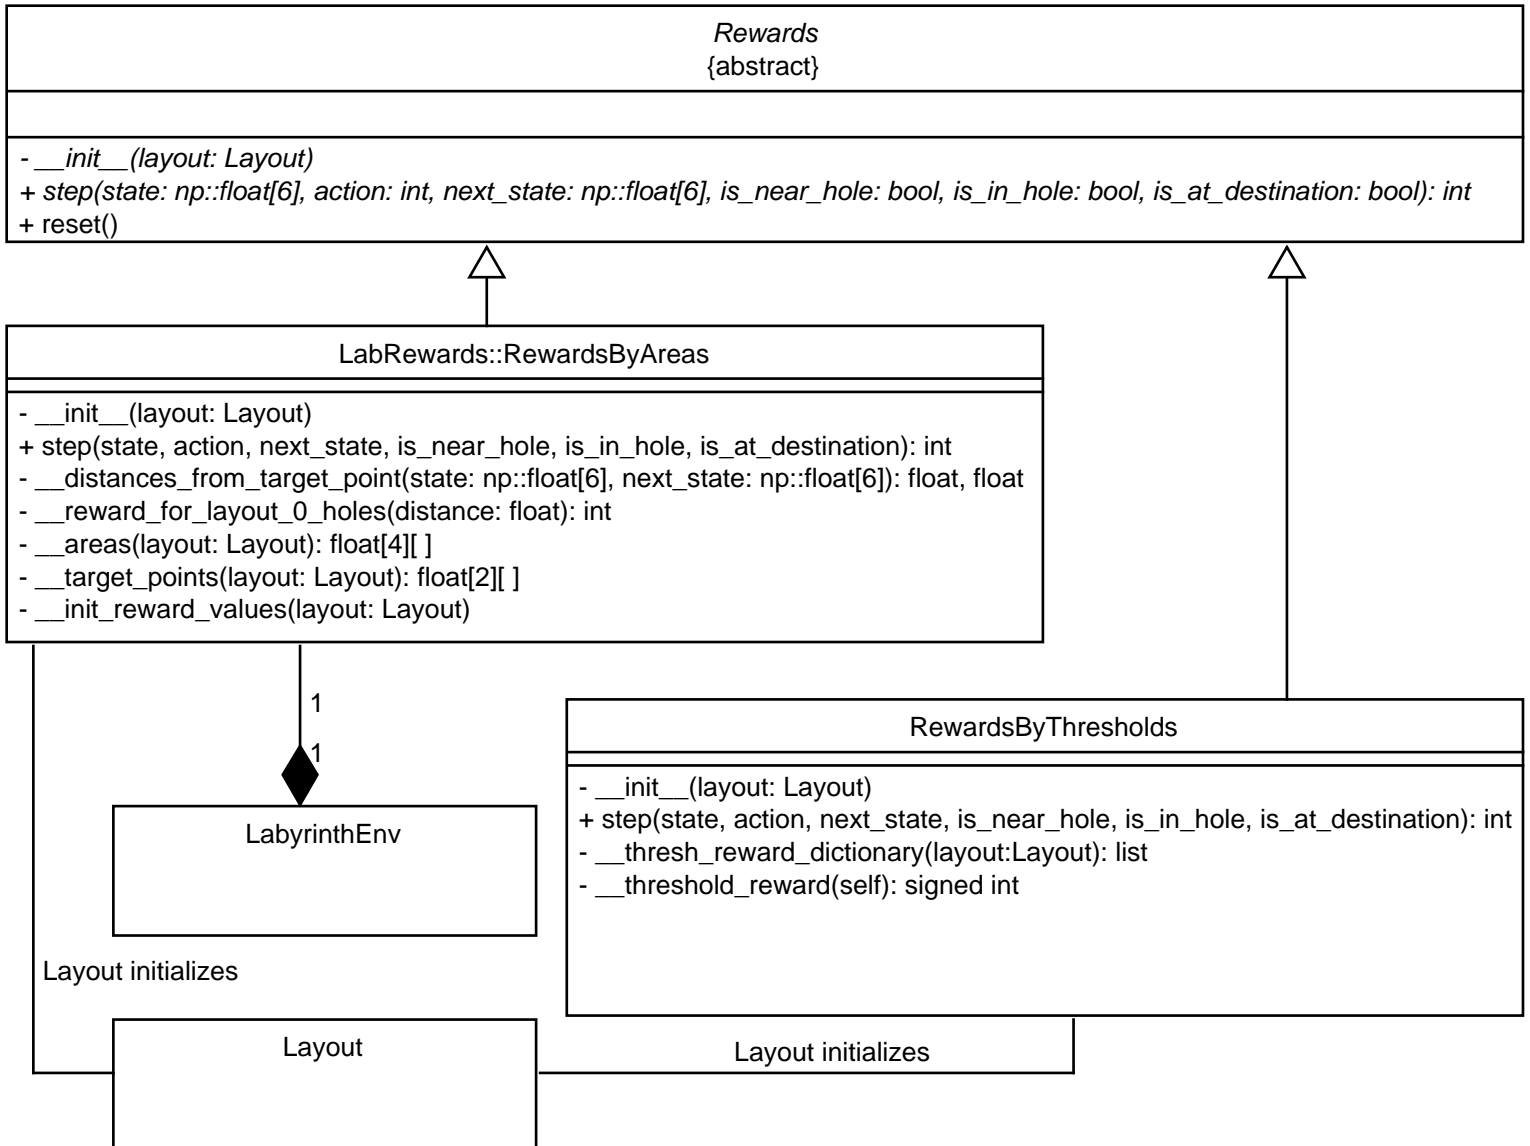 Rewards
{abstract}
- __init__(layout: Layout)
+ step(state: np::float[6], action: int, next_state: np::float[6], is_near_hole: bool, is_in_hole: bool, is_at_destination: bool): int
+ reset()
LabRewards::RewardsByAreas
- __init__(layout: Layout)
+ step(state, action, next_state, is_near_hole, is_in_hole, is_at_destination): int
- __distances_from_target_point(state: np::float[6], next_state: np::float[6]): float, float
- __reward_for_layout_0_holes(distance: float): int
- __areas(layout: Layout): float[4][ ]
- __target_points(layout: Layout): float[2][ ]
- __init_reward_values(layout: Layout)
1
1
LabyrinthEnv
RewardsByThresholds
- __init__(layout: Layout)
+ step(state, action, next_state, is_near_hole, is_in_hole, is_at_destination): int
- __thresh_reward_dictionary(layout:Layout): list
- __threshold_reward(self): signed int
Layout initializes
Layout
Layout initializes